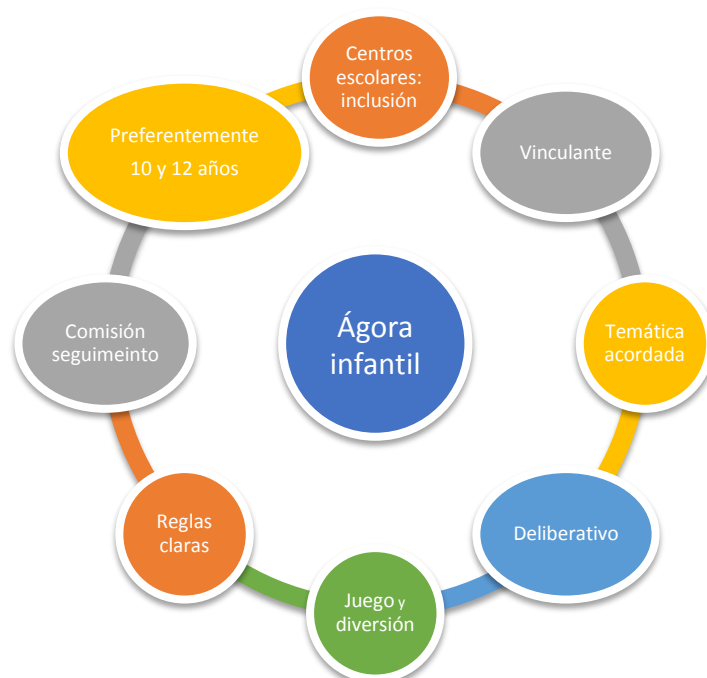 Centros
escolares:
inclusión
Vinculante
Temática
acordada
Deliberativo
Juego y
diversión
Reglas
claras
Comisión
seguimeinto
Preferentemente
10 y 12 años
Ágora
infantil